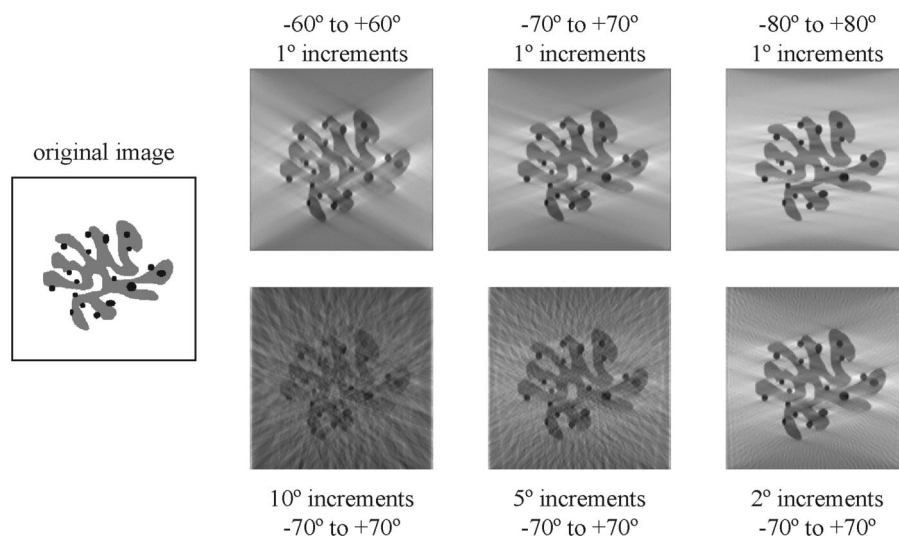 -60º to +60º
1º increments
-70º to +70º
1º increments
-80º to +80º
1º increments
original image
10º increments
-70º to +70º
5º increments
-70º to +70º
2º increments
-70º to +70º